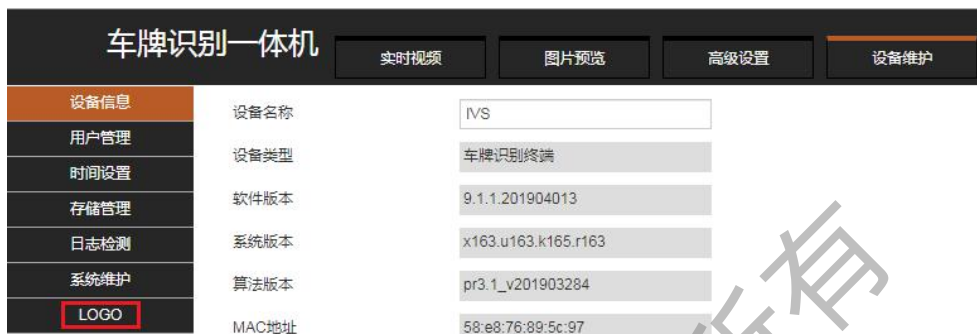 车牌识别一体机 实时视频 图片预览 高级设置 设备维护
设备信息
用户管理
时间设置
存储管理
日志检测
系统维护
LOGO
设备名称 IVS
设备类型 车牌识别终端
软件版本 9.1.1.201904013
系统版本 x163.u163.k165.r163
算法版本 pr3.1_v201903284
MAC地址 58:e8:76:89:5c:97
所有